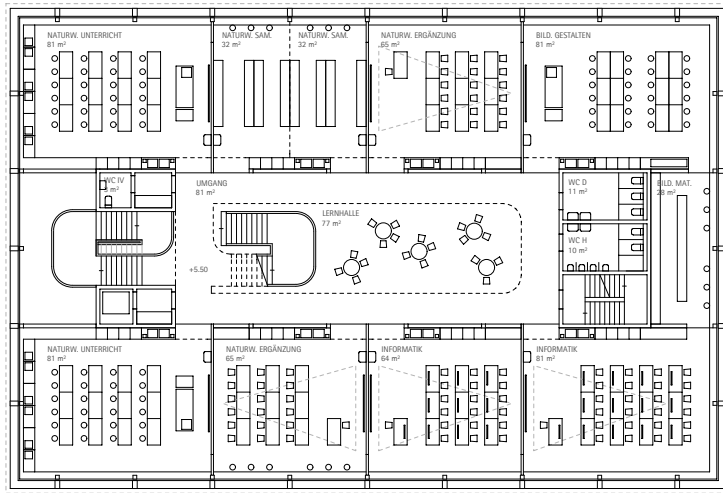 NATURW. UNTERRICHT
81 m²
NATURW. SAM.
32 m²
NATURW. SAM.
32 m²
NATURW. ERGÄNZUNG
65 m²
BILD. GESTALTEN
81 m²
WC IV
3 m²
UMGANG
81 m²
LERNHALLE
77 m²
WC D
11 m²
BILD. MAT.
28 m²
WC H
10 m²
+5.50
NATURW. UNTERRICHT
81 m²
NATURW. ERGÄNZUNG
65 m²
INFORMATIK
64 m²
INFORMATIK
81 m²